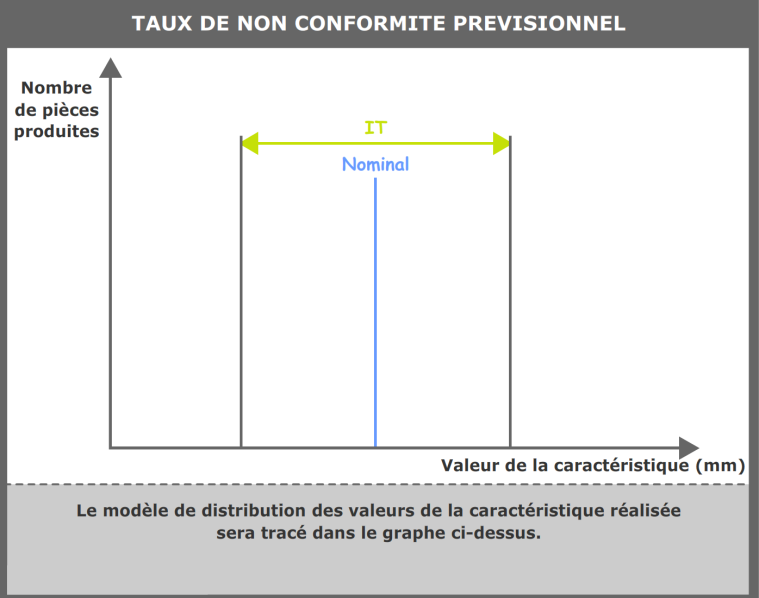 TAUX DE NON CONFORMITE PREVISIONNEL
Nombre
de pièces
produites
IT
Nominal
Valeur de la caractéristique (mm)
Le modèle de distribution des valeurs de la caractéristique réalisée
sera tracé dans le graphe ci-dessus.